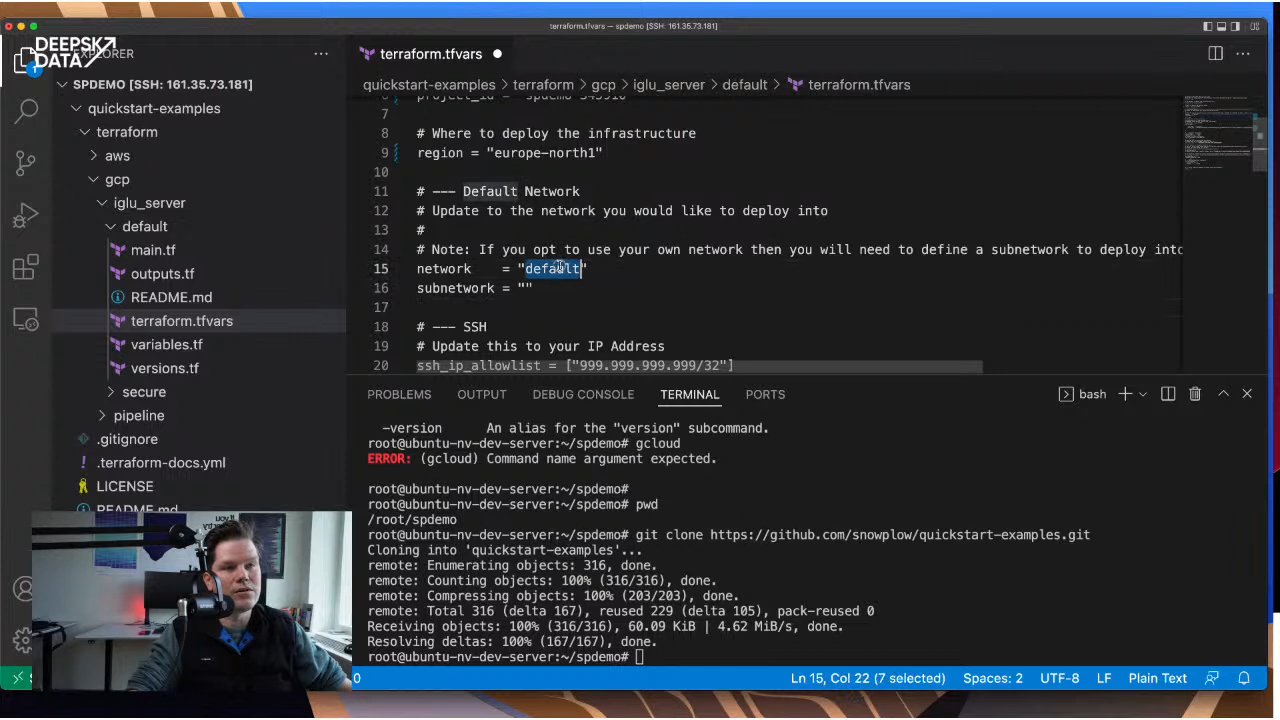 terraform.tfvars — spdemo [SSH: 161.35.73.181]
DEEPSKY
DATA
EXPLORER
SPDEMO [SSH: 161.35.73.181]
quickstart-examples
terraform
aws
gcp
iglu_server
default
main.tf
outputs.tf
README.md
terraform.tfvars
variables.tf
versions.tf
secure
pipeline
.gitignore
.terraform-docs.yml
LICENSE
README.md
1
terraform.tfvars
quickstart-examples > terraform > gcp > iglu_server > default > terraform.tfvars
7
8 # Where to deploy the infrastructure
9 region = "europe-north1"
10
11 # --- Default Network
12 # Update to the network you would like to deploy into
13 #
14 # Note: If you opt to use your own network then you will need to define a subnetwork to deploy into
15 network    = "default"
16 subnetwork = ""
17
18 # --- SSH
19 # Update this to your IP Address
20 ssh_ip_allowlist = ["999.999.999.999/32"]
PROBLEMS OUTPUT DEBUG CONSOLE TERMINAL PORTS
bash
-version      An alias for the "version" subcommand.
root@ubuntu-nv-dev-server:~/spdemo# gcloud
ERROR: (gcloud) Command name argument expected.
root@ubuntu-nv-dev-server:~/spdemo#
root@ubuntu-nv-dev-server:~/spdemo# pwd
/root/spdemo
root@ubuntu-nv-dev-server:~/spdemo# git clone https://github.com/snowplow/quickstart-examples.git
Cloning into 'quickstart-examples'...
remote: Enumerating objects: 316, done.
remote: Counting objects: 100% (316/316), done.
remote: Compressing objects: 100% (203/203), done.
remote: Total 316 (delta 167), reused 229 (delta 105), pack-reused 0
Receiving objects: 100% (316/316), 60.09 KiB | 4.62 MiB/s, done.
Resolving deltas: 100% (167/167), done.
root@ubuntu-nv-dev-server:~/spdemo#
0
Ln 15, Col 22 (7 selected) Spaces: 2 UTF-8 LF Plain Text